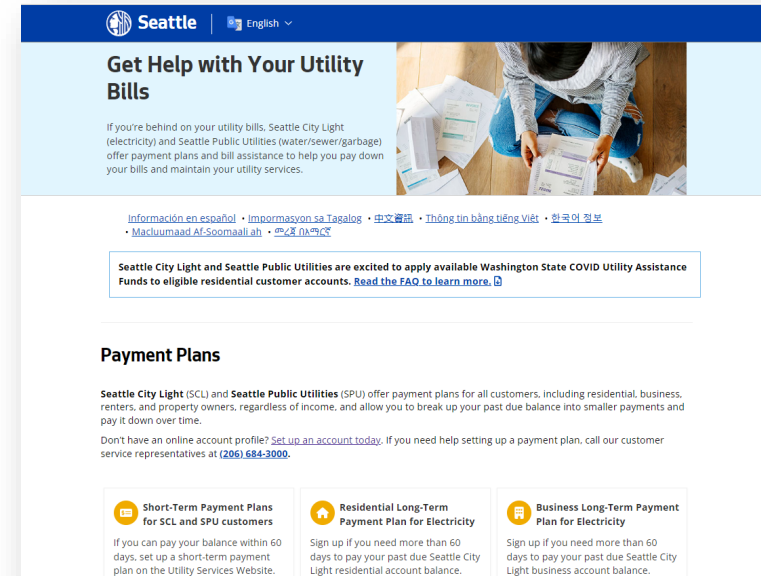 Seattle
English
Get Help with Your Utility
Bills
If you're behind on your utility bills, Seattle City Light
(electricity) and Seattle Public Utilities (water/sewer/garbage)
offer payment plans and bill assistance to help you pay down
your bills and maintain your utility services.
Información en español • Impormasyon sa Tagalog • 中文資訊 • Thông tin bằng tiếng Việt • 한국어 정보
• Macluumaad Af-Soomaali ah • መረጃ በአማርኛ
Seattle City Light and Seattle Public Utilities are excited to apply available Washington State COVID Utility Assistance
Funds to eligible residential customer accounts. Read the FAQ to learn more.
Payment Plans
Seattle City Light (SCL) and Seattle Public Utilities (SPU) offer payment plans for all customers, including residential, business,
renters, and property owners, regardless of income, and allow you to break up your past due balance into smaller payments and
pay it down over time.
Don't have an online account profile? Set up an account today. If you need help setting up a payment plan, call our customer
service representatives at (206) 684-3000.
Short-Term Payment Plans
for SCL and SPU customers
If you can pay your balance within 60
days, set up a short-term payment
plan on the Utility Services Website.
Residential Long-Term
Payment Plan for Electricity
Sign up if you need more than 60
days to pay your past due Seattle City
Light residential account balance.
Business Long-Term Payment
Plan for Electricity
Sign up if you need more than 60
days to pay your past due Seattle City
Light business account balance.